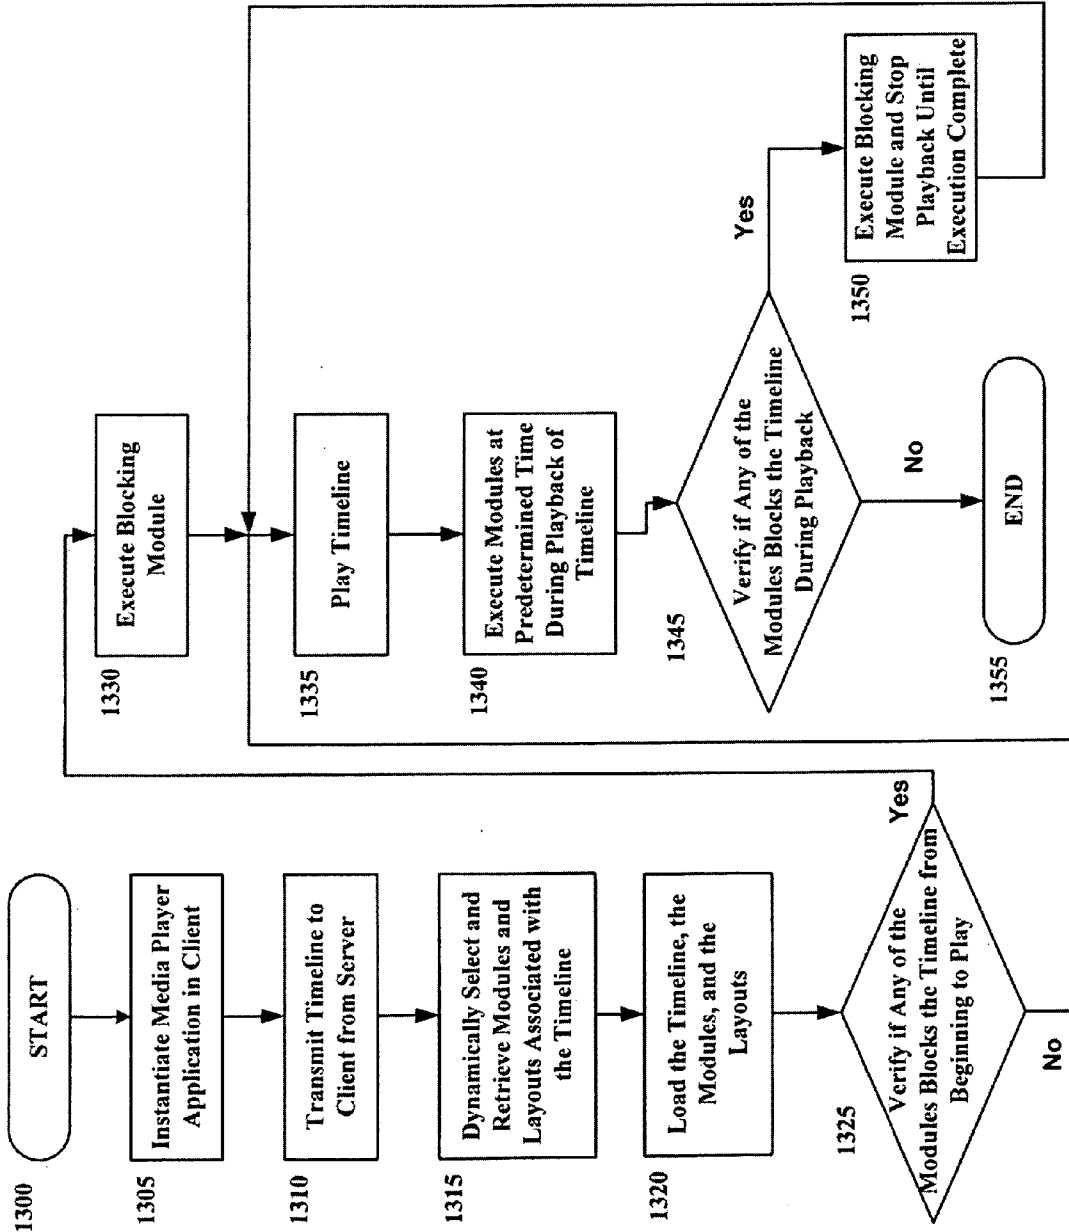 1300
START
1305
Instantiate Media Player
Application in Client
1310
Transmit Timeline to
Client from Server
1315
Dynamically Select and
Retrieve Modules and
Layouts Associated with
the Timeline
1320
Load the Timeline, the
Modules, and the
Layouts
1325
Verify if Any of the
Modules Blocks the Timeline from
Beginning to Play
Yes
No
1330
Execute Blocking
Module
1335
Play Timeline
1340
Execute Modules at
Predetermined Time
During Playback of
Timeline
1345
Verify if Any of the
Modules Blocks the Timeline
During Playback
Yes
No
1350
Execute Blocking
Module and Stop
Playback Until
Execution Complete
1355
END